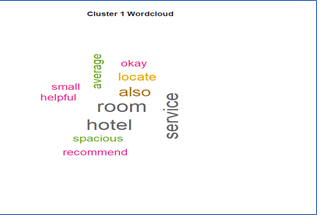 Cluster 1 Wordcloud
average
okay
locate
small
also
helpful
room
service
hotel
spacious
recommend